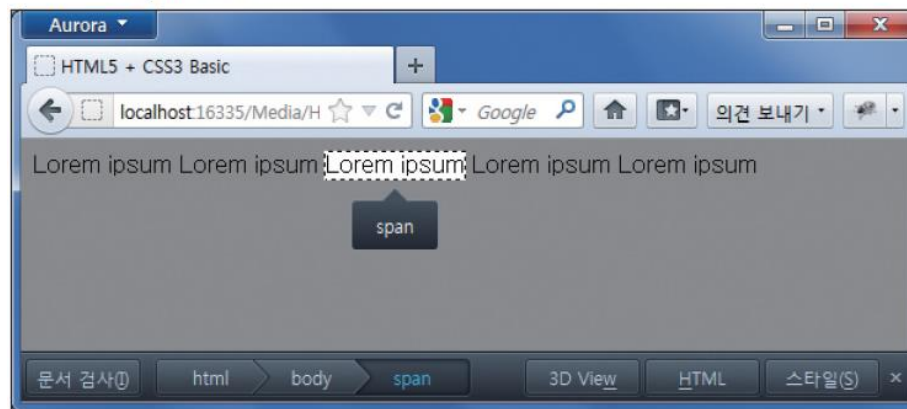 Aurora
HTML5 + CSS3 Basic
localhost:16335/Media/H Google 의견 보내기
Lorem ipsum Lorem ipsum Lorem ipsum Lorem ipsum Lorem ipsum
span
문서 검사(I) html body span 3D View HTML 스타일(S)